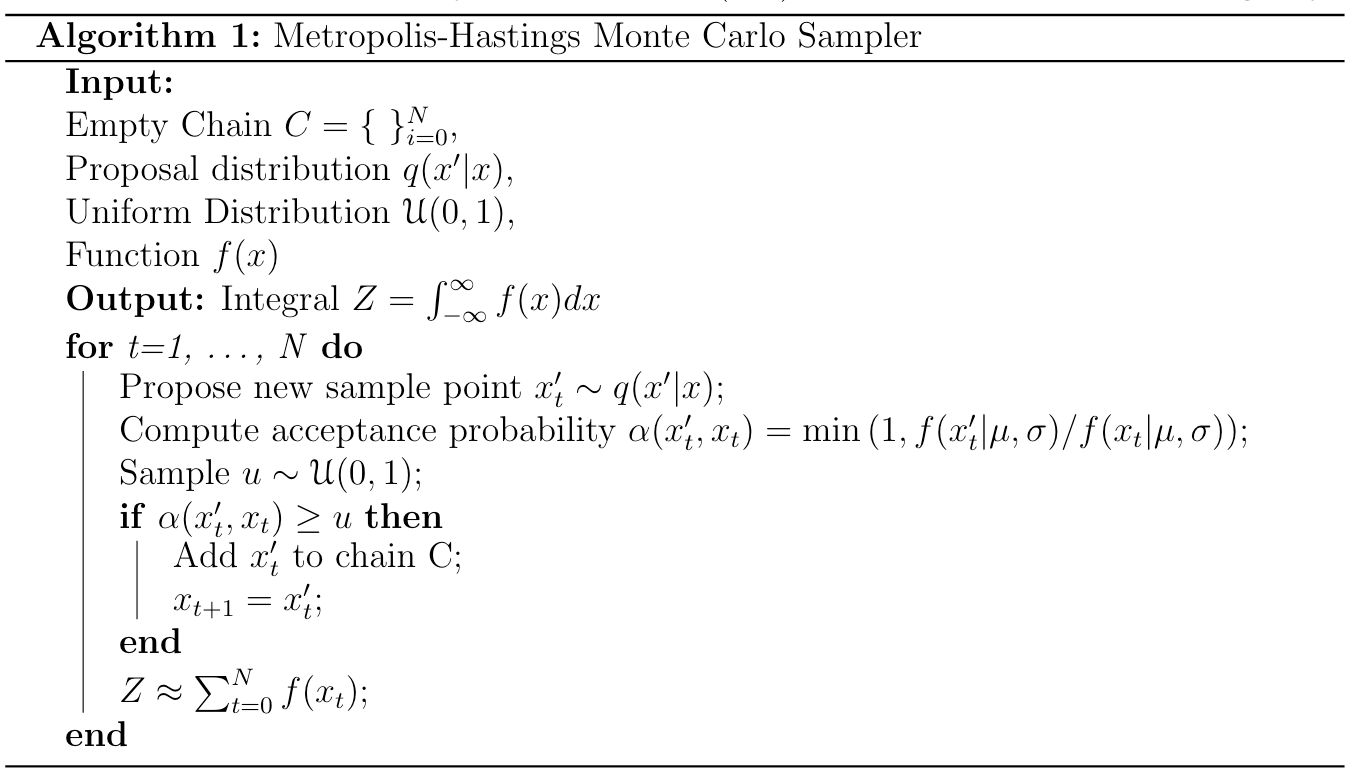 Algorithm 1: Metropolis-Hastings Monte Carlo Sampler
Input:
Empty Chain $C = \{\ \}_{i=0}^{N}$,
Proposal distribution $q(x'|x)$,
Uniform Distribution $\mathcal{U}(0,1)$,
Function $f(x)$
Output: Integral $Z = \int_{-\infty}^{\infty} f(x)dx$
for t=1, ..., N do
Propose new sample point $x'_t \sim q(x'|x)$;
Compute acceptance probability $\alpha(x'_t, x_t) = \min(1, f(x'_t|\mu,\sigma)/f(x_t|\mu,\sigma))$;
Sample $u \sim \mathcal{U}(0,1)$;
if $\alpha(x'_t, x_t) \geq u$ then
Add $x'_t$ to chain C;
$x_{t+1} = x'_t$;
end
$Z \approx \sum_{t=0}^{N} f(x_t)$;
end